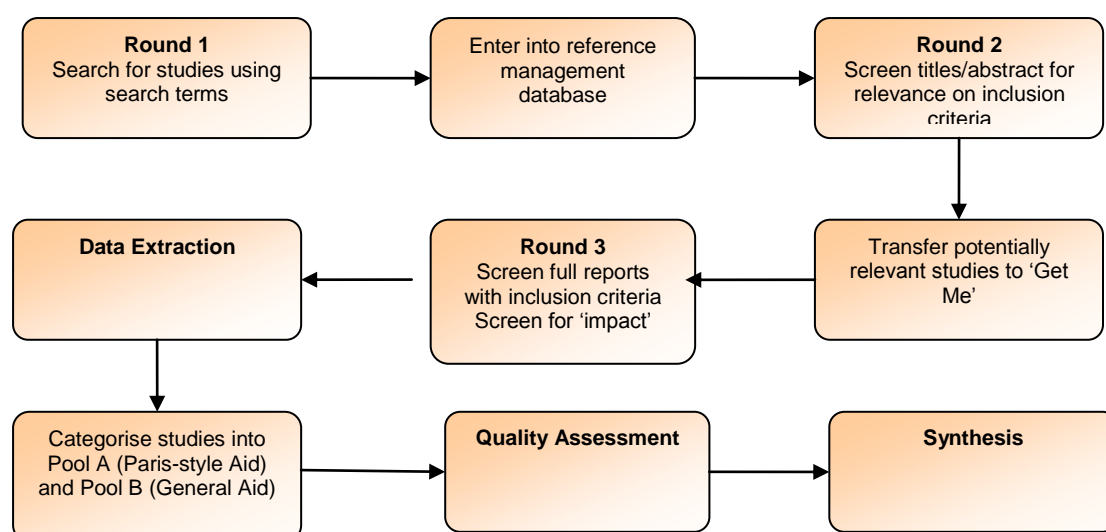 Round 1
Search for studies using
search terms
Enter into reference
management
database
Round 2
Screen titles/abstract for
relevance on inclusion
criteria
Transfer potentially
relevant studies to ‘Get
Me’
Round 3
Screen full reports
with inclusion criteria
Screen for ‘impact’
Data Extraction
Categorise studies into
Pool A (Paris-style Aid)
and Pool B (General Aid)
Quality Assessment
Synthesis